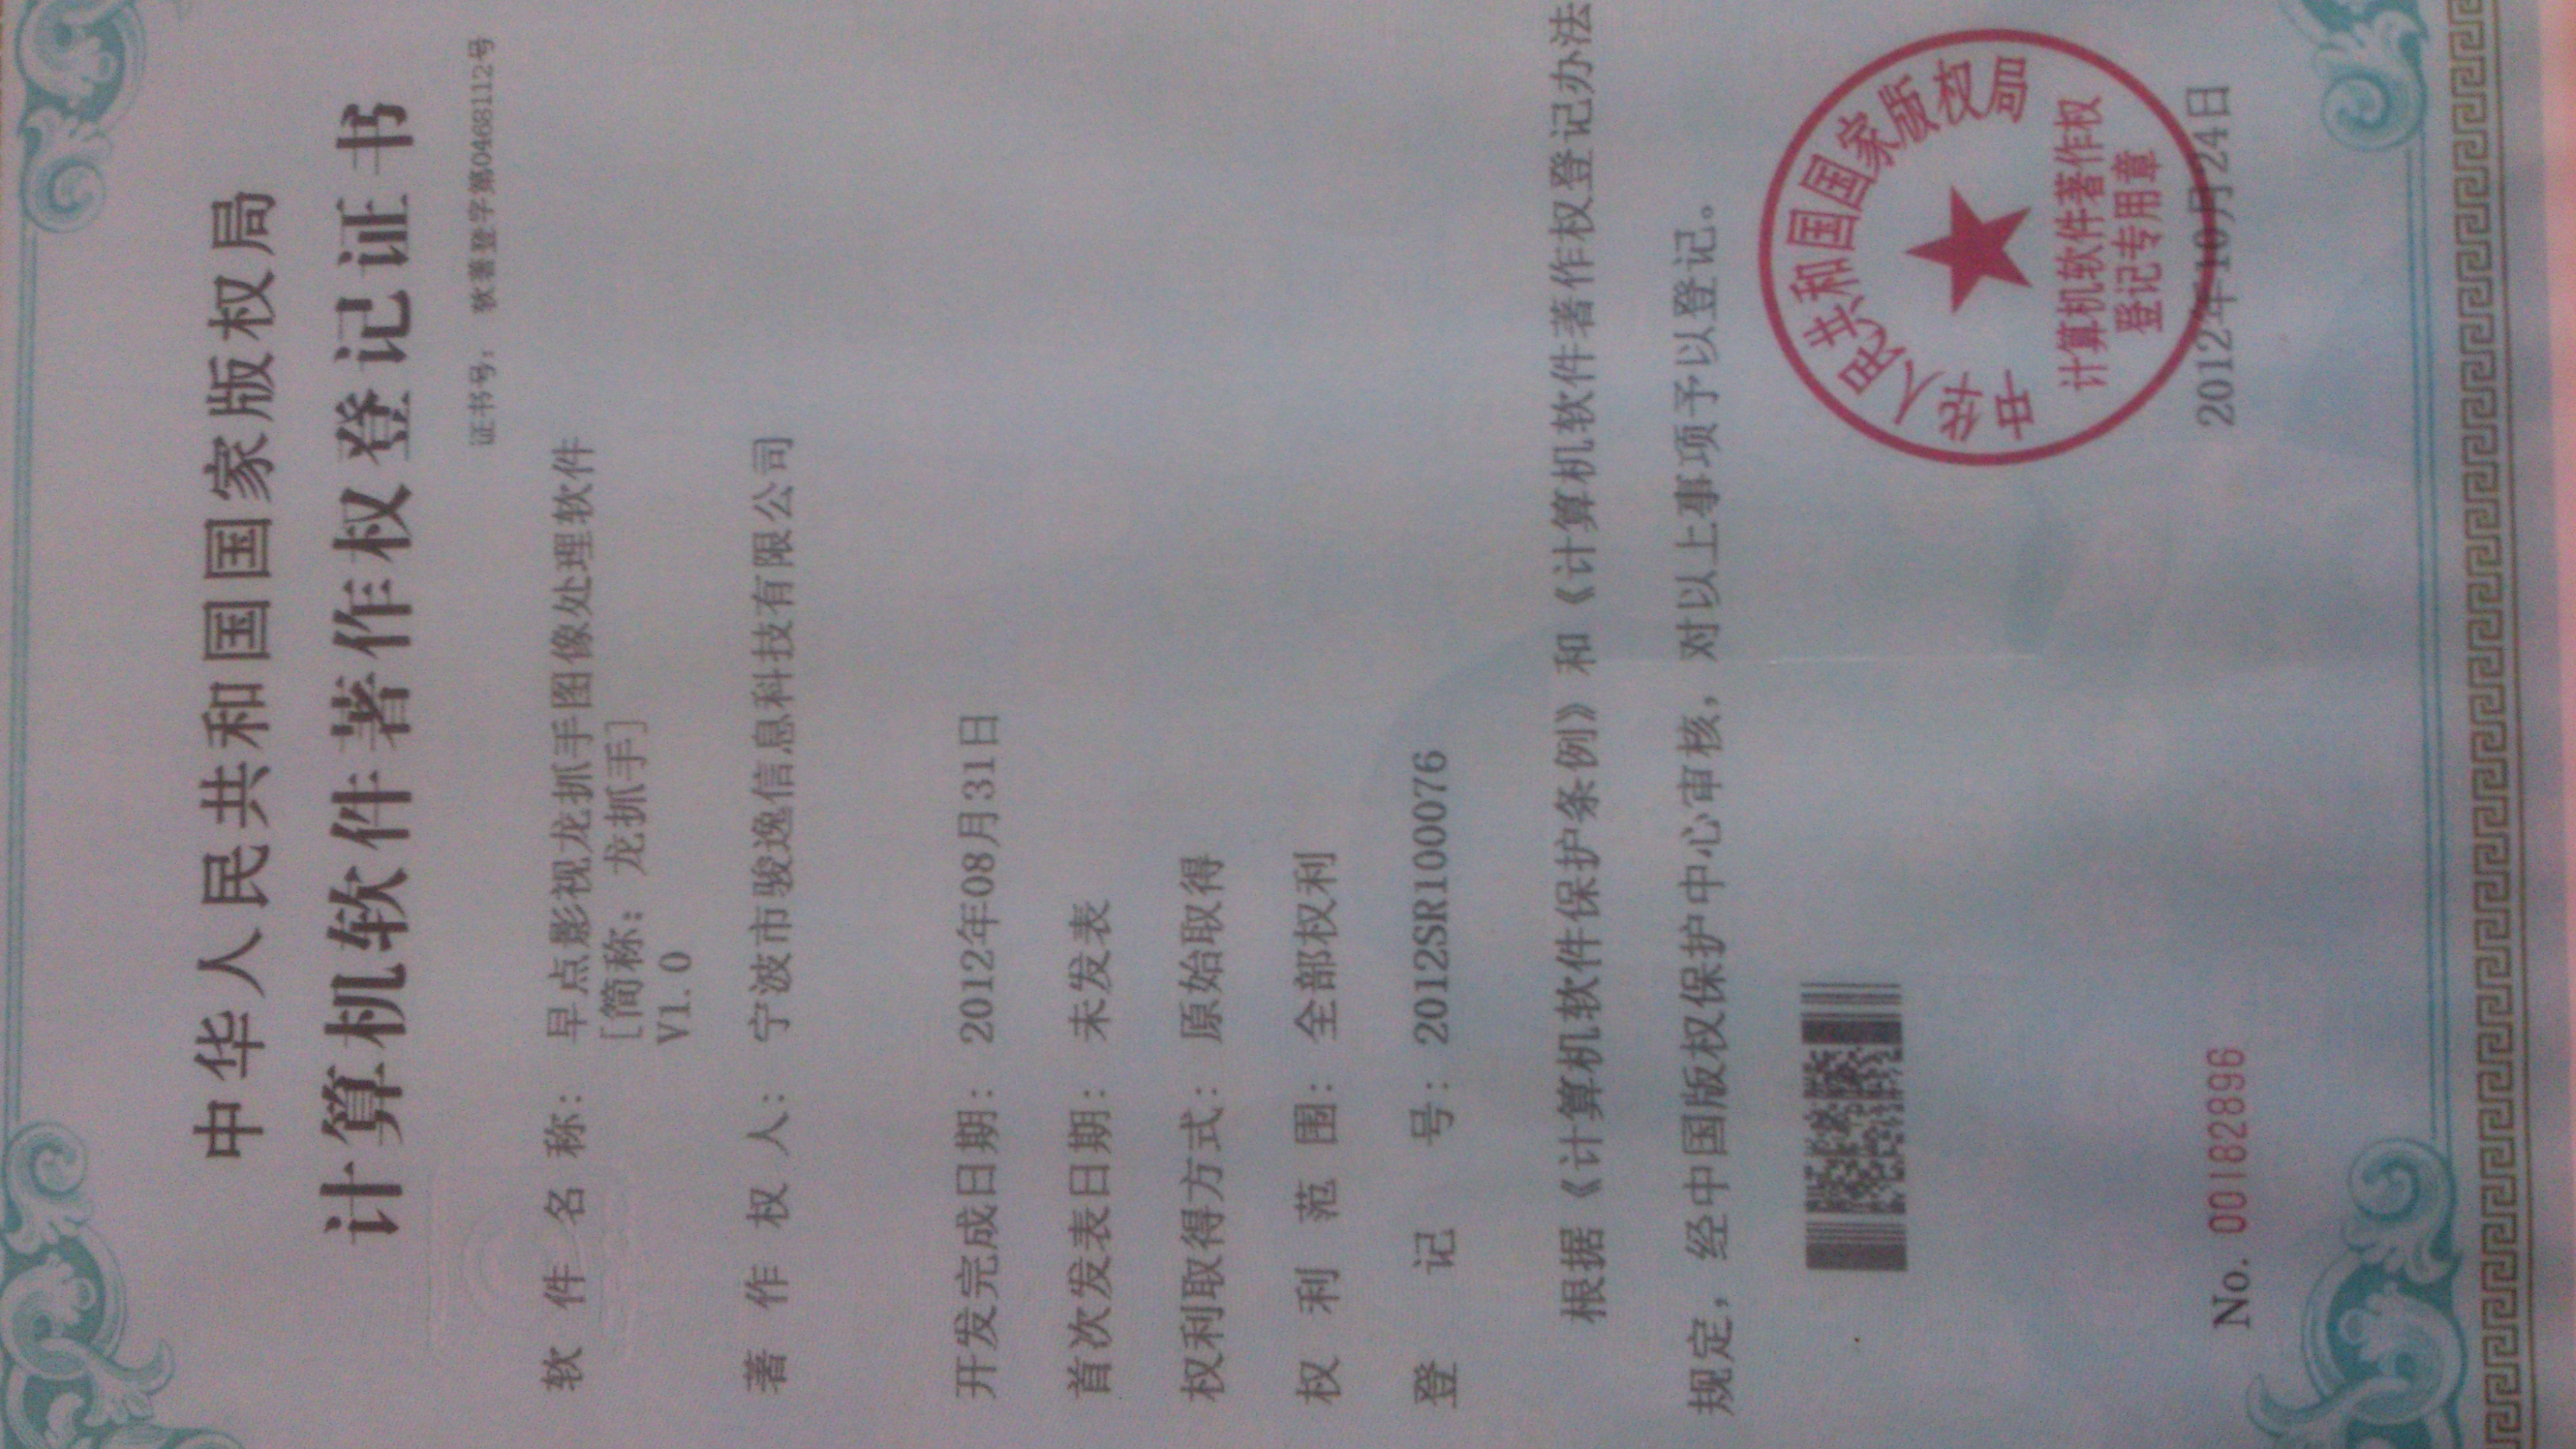 中华人民共和国国家版权局
计算机软件著作权登记证书
证书号： 软著登字第0468112号
软件名称： 早点影视龙抓手图像处理软件
[简称：龙抓手]
V1.0
著作权人： 宁波市骏逸信息科技有限公司
开发完成日期： 2012年08月31日
首次发表日期： 未发表
权利取得方式： 原始取得
权利范围： 全部权利
登记号： 2012SR100076
根据《计算机软件保护条例》和《计算机软件著作权登记办法
规定，经中国版权保护中心审核，对以上事项予以登记。
中华人民共和国国家版权局
计算机软件著作权
登记专用章
No. 00182896
2012年10月24日